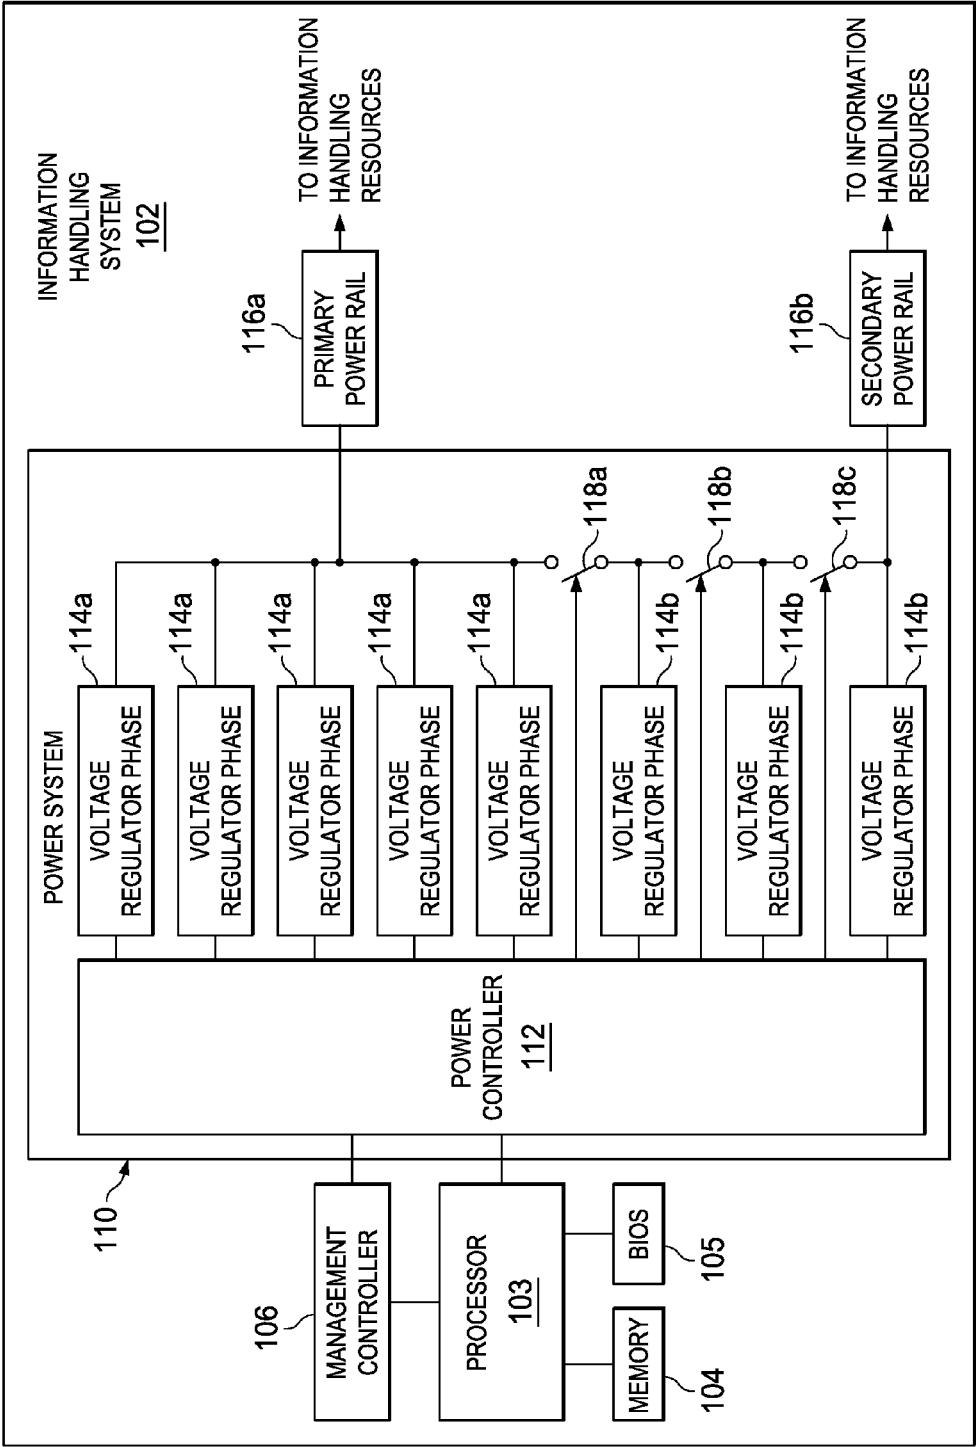 INFORMATION
HANDLING
SYSTEM
102
110
POWER SYSTEM
106
MANAGEMENT
CONTROLLER
PROCESSOR
103
MEMORY
104
BIOS
105
POWER
CONTROLLER
112
VOLTAGE
REGULATOR PHASE
114a
VOLTAGE
REGULATOR PHASE
114a
VOLTAGE
REGULATOR PHASE
114a
VOLTAGE
REGULATOR PHASE
114a
VOLTAGE
REGULATOR PHASE
114a
VOLTAGE
REGULATOR PHASE
114b
VOLTAGE
REGULATOR PHASE
114b
VOLTAGE
REGULATOR PHASE
114b
118a
118b
118c
116a
PRIMARY
POWER RAIL
TO INFORMATION
HANDLING
RESOURCES
116b
SECONDARY
POWER RAIL
TO INFORMATION
HANDLING
RESOURCES